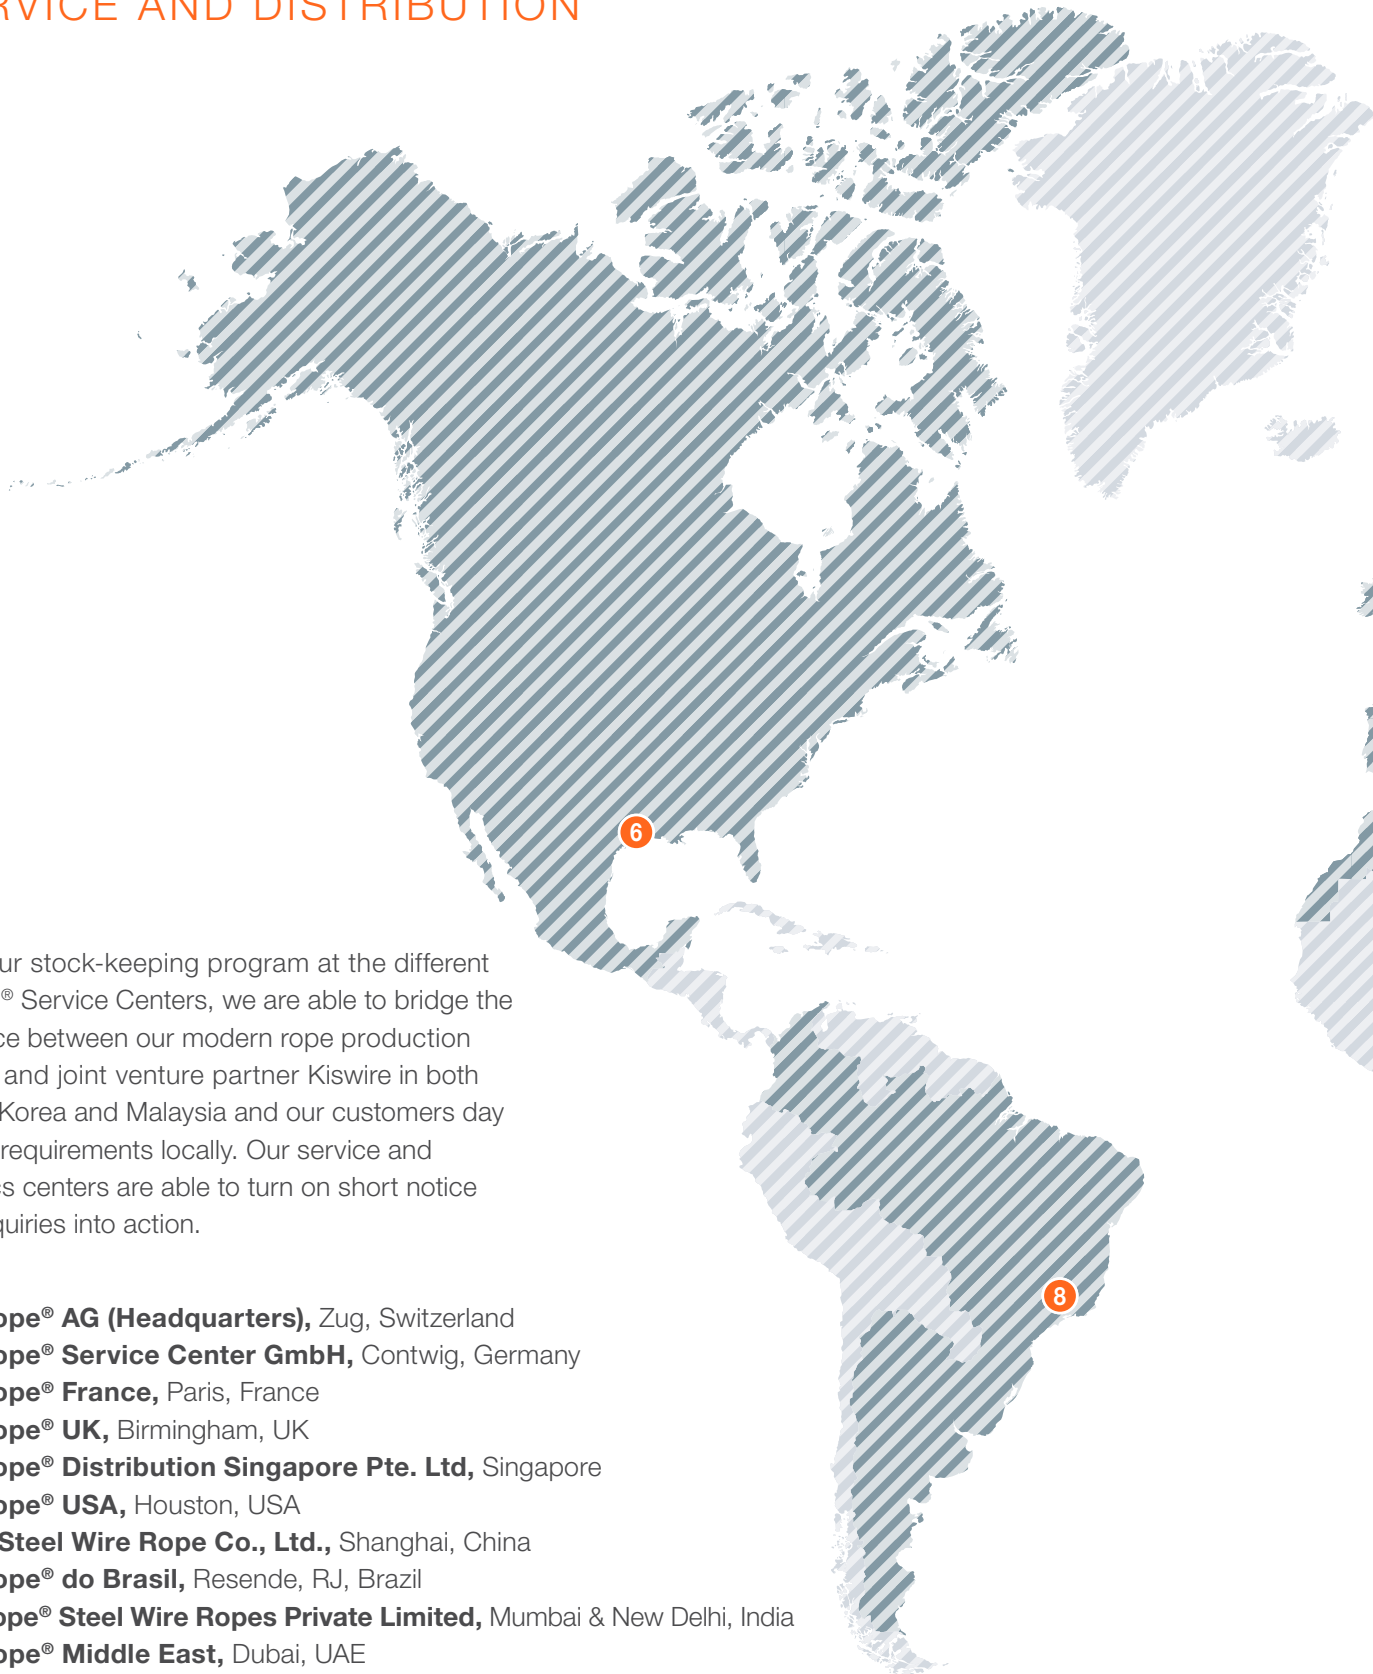 RVICE AND DISTRIBUTION
6
ur stock-keeping program at the different
® Service Centers, we are able to bridge the
ce between our modern rope production
and joint venture partner Kiswire in both
Korea and Malaysia and our customers day
requirements locally. Our service and
cs centers are able to turn on short notice
quiries into action.
8
ope® AG (Headquarters), Zug, Switzerland
ope® Service Center GmbH, Contwig, Germany
ope® France, Paris, France
ope® UK, Birmingham, UK
ope® Distribution Singapore Pte. Ltd, Singapore
ope® USA, Houston, USA
Steel Wire Rope Co., Ltd., Shanghai, China
ope® do Brasil, Resende, RJ, Brazil
ope® Steel Wire Ropes Private Limited, Mumbai & New Delhi, India
ope® Middle East, Dubai, UAE